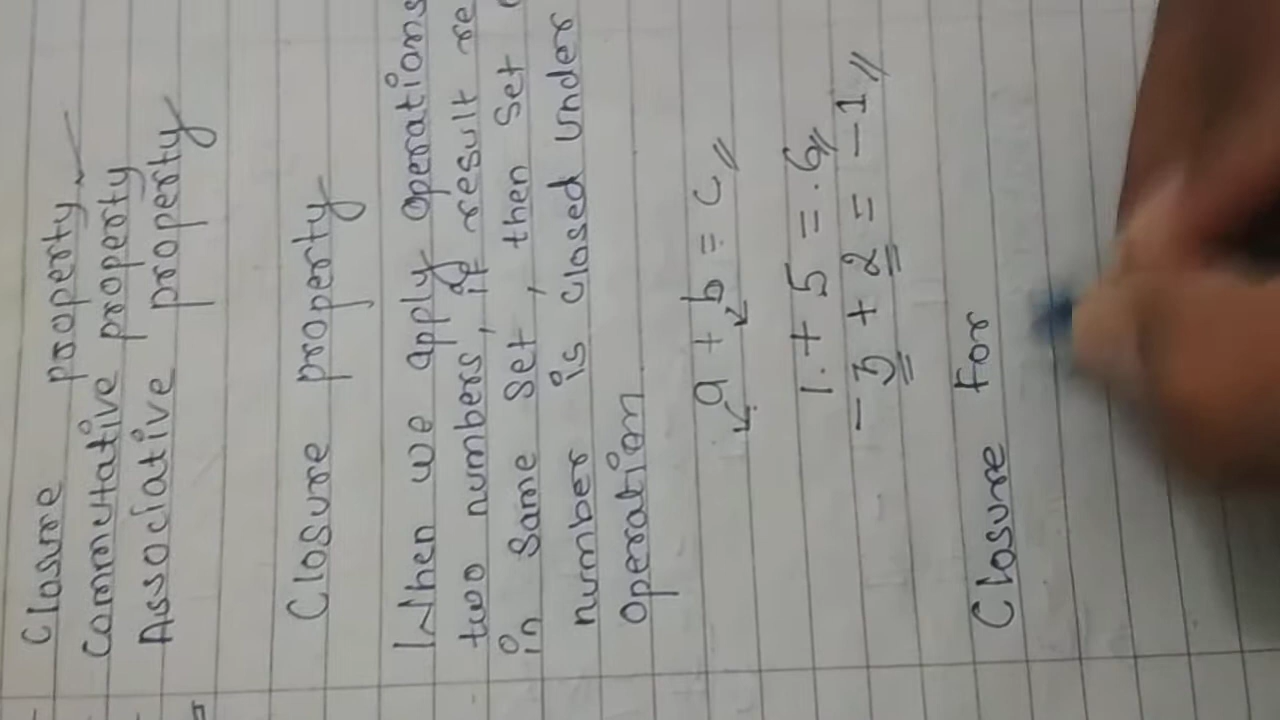 Closure property
Commutative property
Associative property
Closure property
When we apply operations
two numbers, if result re
in same set, then set
number is closed under
operation
a + b = c
1. + 5 = . 6
- 3 + 2 = - 1
Closure for